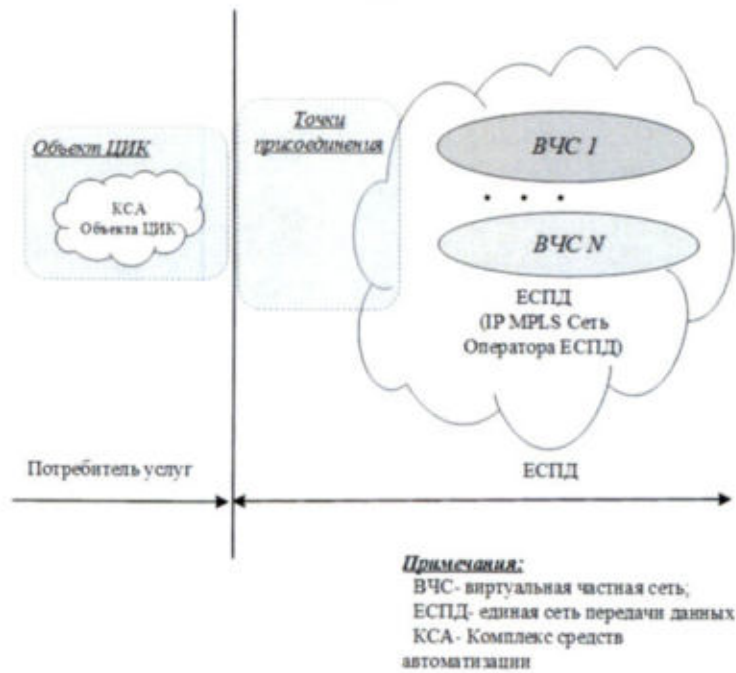 Объект ЦИК
КСА
Объекта ЦИК
Точки
присоединения
ВЧС 1
. . .
ВЧС N
ЕСПД
(IP MPLS Сеть
Оператора ЕСПД)
Потребитель услуг
ЕСПД
Примечания:
ВЧС- виртуальная частная сеть;
ЕСПД- единая сеть передачи данных
КСА- Комплекс средств
автоматизации